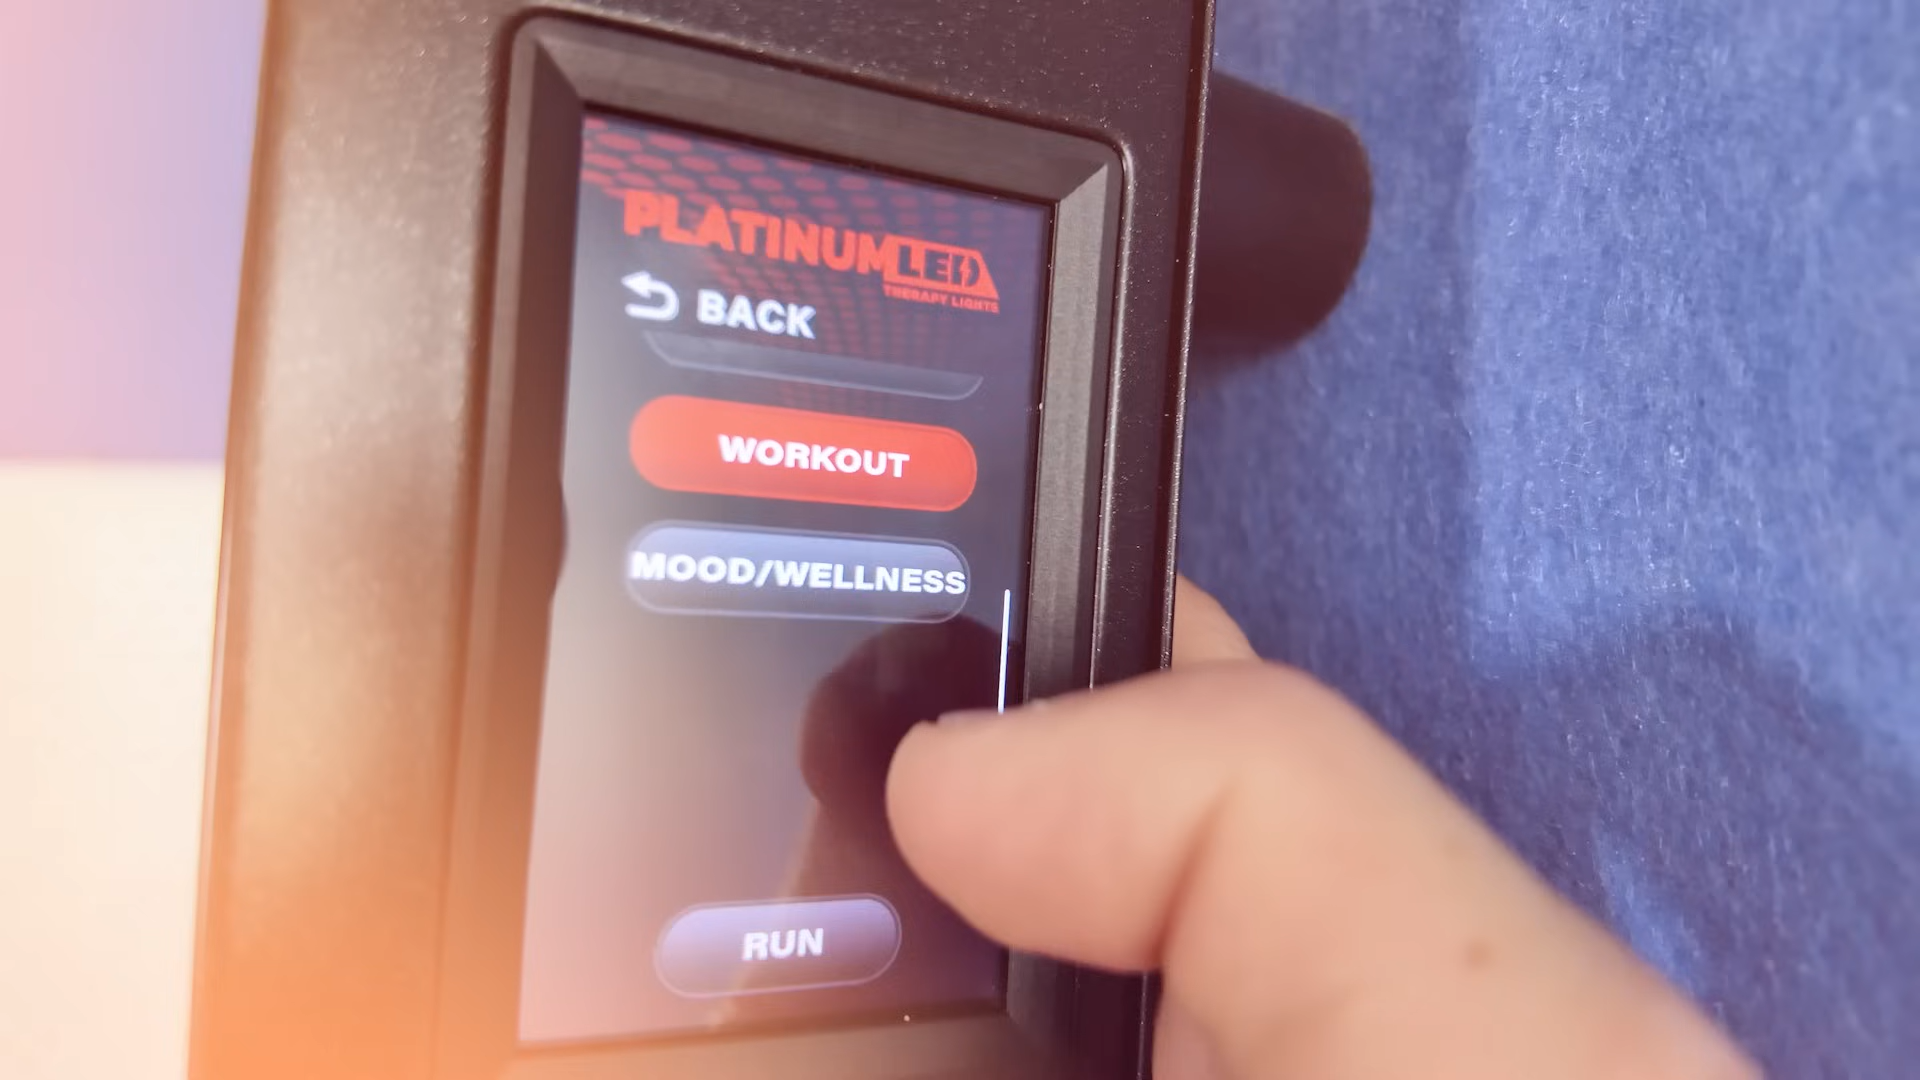 PLATINUMLED
THERAPY LIGHTS
BACK
WORKOUT
MOOD/WELLNESS
RUN